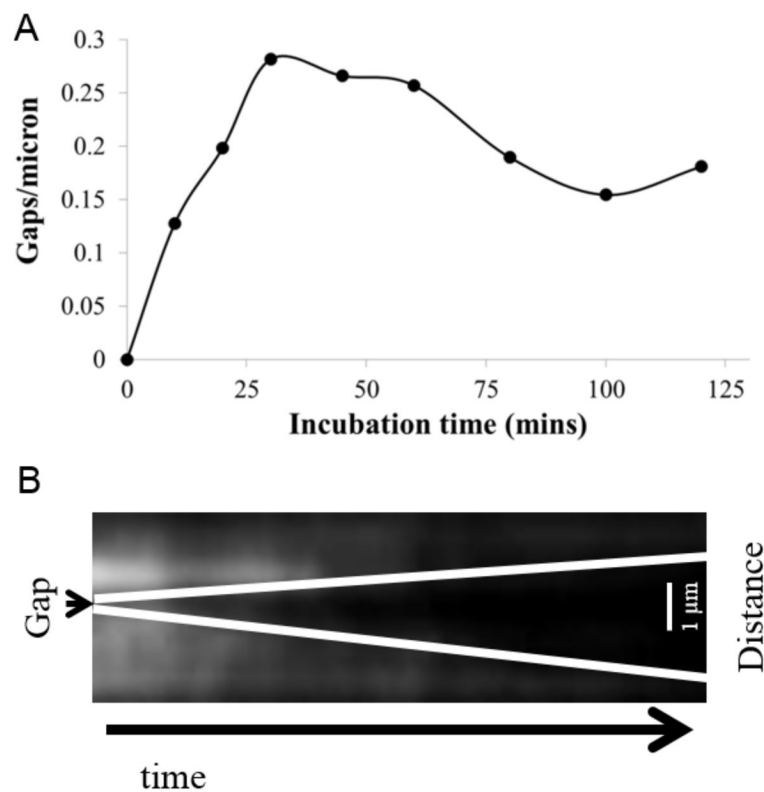 A
0.3
0.25
0.2
0.15
0.1
0.05
0
0 25 50 75 100 125
Gaps/micron
Incubation time (mins)
B
Gap
1 μm
Distance
time